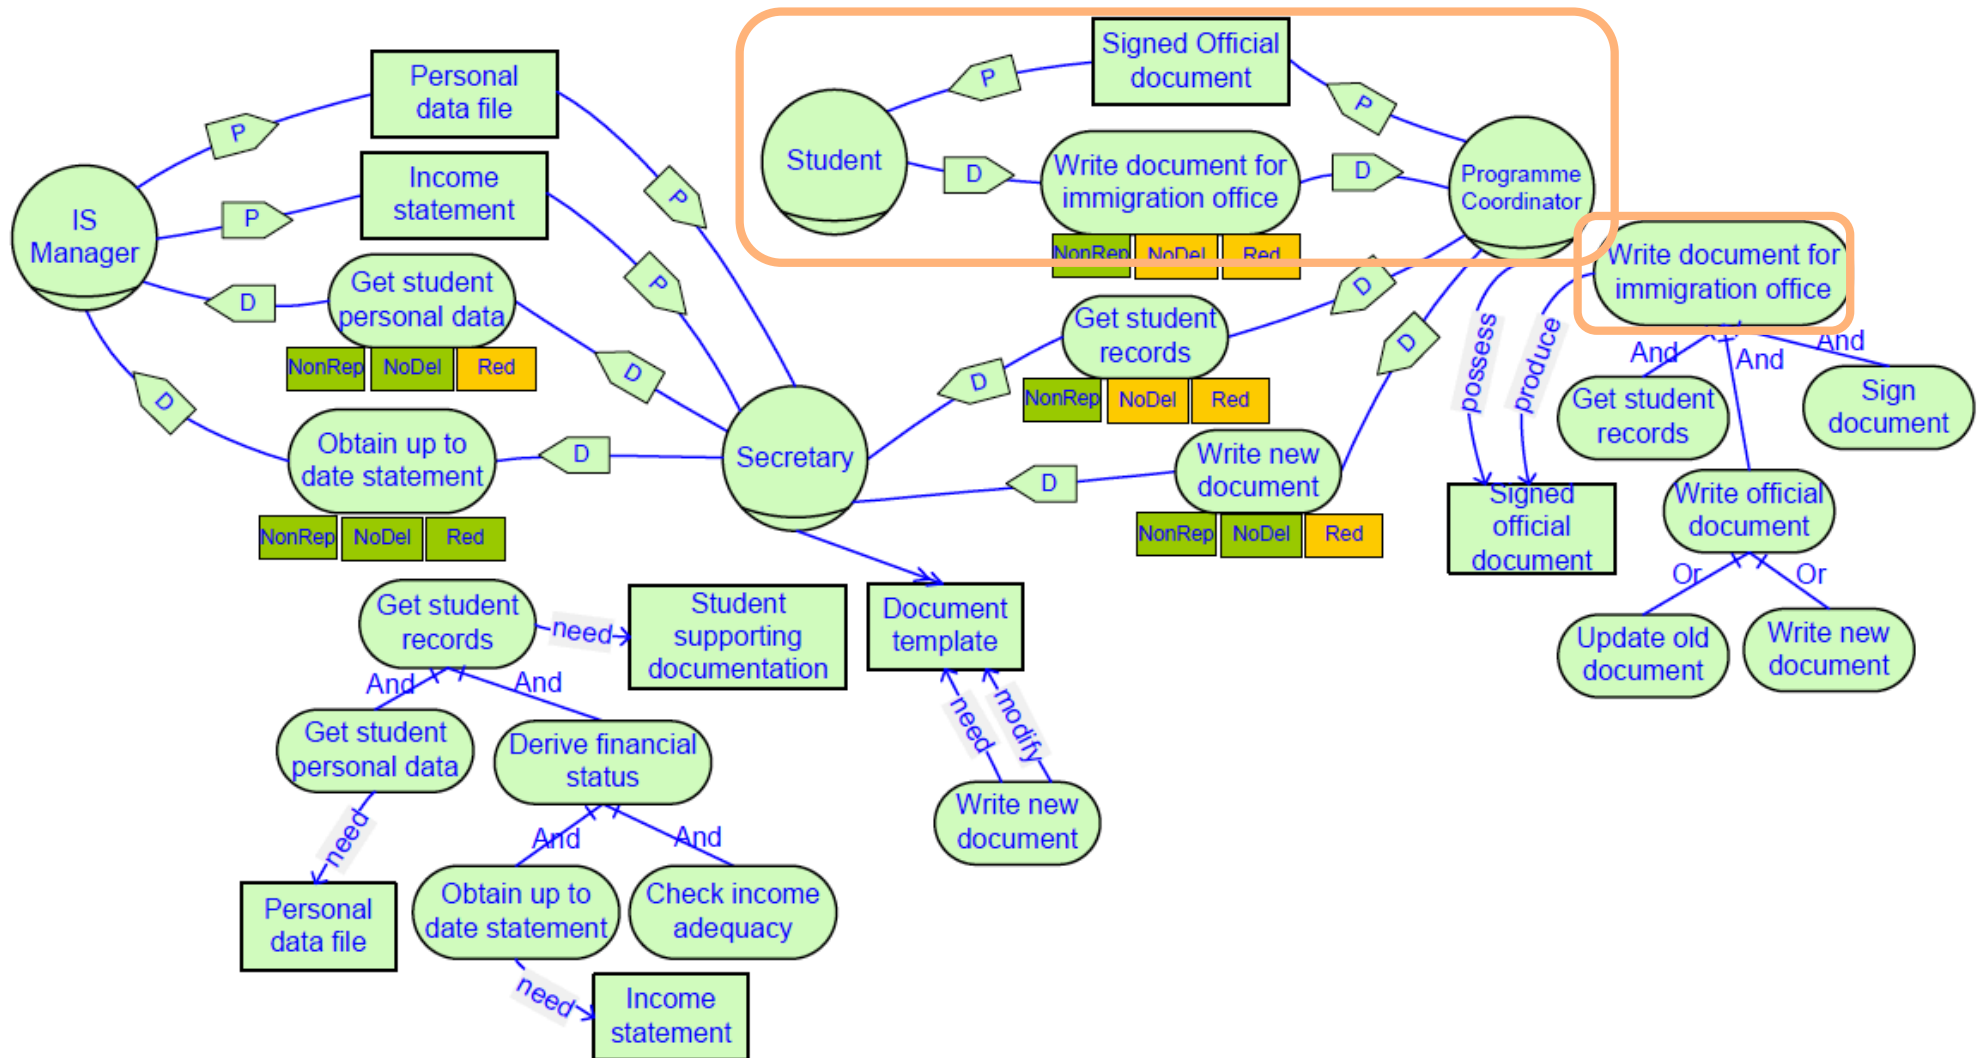 Personal
data file
P
P
Income
statement
P
P
IS
Manager
D
Get student
personal data
NonRep
NoDel
Red
D
D
Obtain up to
date statement
NonRep
NoDel
Red
D
Secretary
Signed Official
document
P
P
Student
D
Write document for
immigration office
NonRep
NoDel
Red
D
Programme
Coordinator
D
Get student
records
NonRep
NoDel
Red
D
D
Write new
document
NonRep
NoDel
Red
D
possess
produce
Signed
official
document
Write document for
immigration office
And
And
And
Get student
records
Sign
document
Write official
document
Or
Or
Update old
document
Write new
document
Get student
records
need
Student
supporting
documentation
And
And
Get student
personal data
need
Personal
data file
Derive financial
status
And
And
Obtain up to
date statement
Check income
adequacy
need
Income
statement
Document
template
need
modify
Write new
document